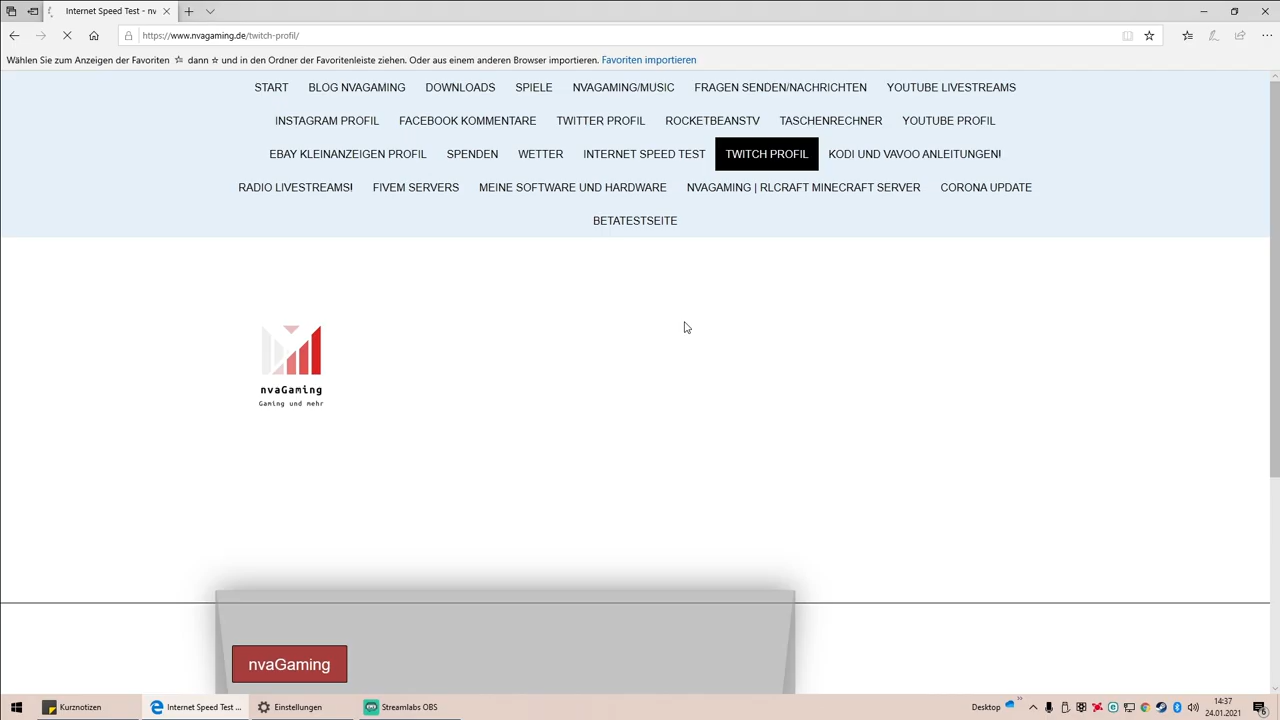 Internet Speed Test - nv
https://www.nvagaming.de/twitch-profil/
Wählen Sie zum Anzeigen der Favoriten ☆ dann ☆ und in den Ordner der Favoritenleiste ziehen. Oder aus einem anderen Browser importieren. Favoriten importieren
START BLOG NVAGAMING DOWNLOADS SPIELE NVAGAMING/MUSIC FRAGEN SENDEN/NACHRICHTEN YOUTUBE LIVESTREAMS
INSTAGRAM PROFIL FACEBOOK KOMMENTARE TWITTER PROFIL ROCKETBEANSTV TASCHENRECHNER YOUTUBE PROFIL
EBAY KLEINANZEIGEN PROFIL SPENDEN WETTER INTERNET SPEED TEST TWITCH PROFIL KODI UND VAVOO ANLEITUNGEN!
RADIO LIVESTREAMS! FIVEM SERVERS MEINE SOFTWARE UND HARDWARE NVAGAMING | RLCRAFT MINECRAFT SERVER CORONA UPDATE
BETATESTSEITE
nvaGaming
Gaming und mehr
nvaGaming
Kurznotizen Internet Speed Test ... Einstellungen Streamlabs OBS Desktop 14:37
24.01.2021